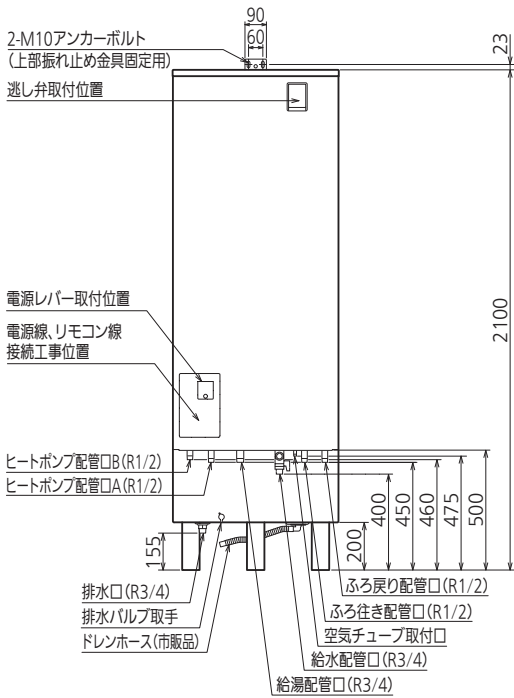 90
60
2-M10アンカーボルト
(上部振れ止め金具固定用)
23
逃し弁取付位置
2100
電源レバー取付位置
電源線、リモコン線
接続工事位置
ヒートポンプ配管口B(R1/2)
ヒートポンプ配管口A(R1/2)
155
200
400
450
460
475
500
排水口(R3/4)
排水バルブ取手
ドレンホース(市販品)
ふろ戻り配管口(R1/2)
ふろ往き配管口(R1/2)
空気チューブ取付口
給水配管口(R3/4)
給湯配管口(R3/4)